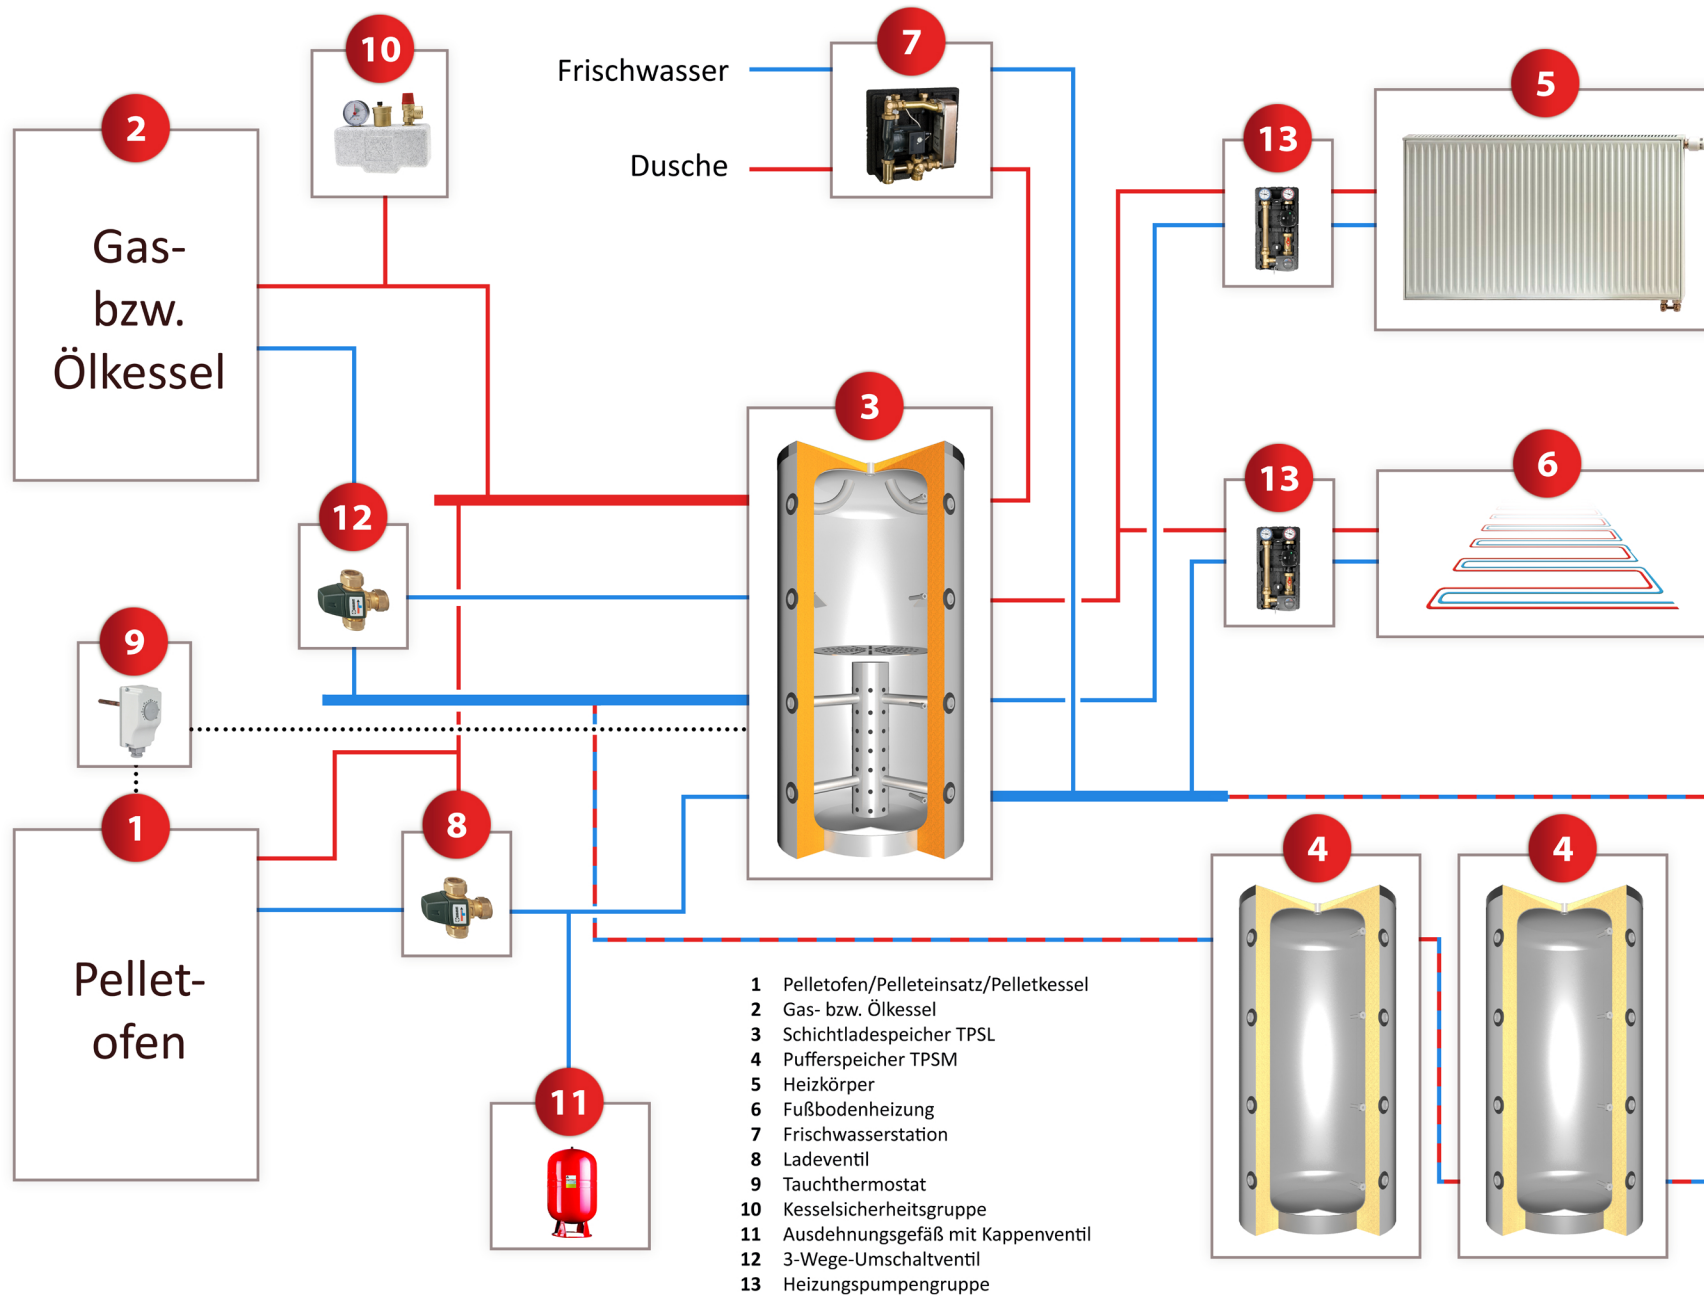 10
7
Frischwasser
5
2
13
Dusche
Gas-
bzw.
Ölkessel
3
6
13
12
9
1
8
4
4
Pellet-
ofen
11
1 Pelletofen/Pelleteinsatz/Pelletkessel
2 Gas- bzw. Ölkessel
3 Schichtladespeicher TPSL
4 Pufferspeicher TPSM
5 Heizkörper
6 Fußbodenheizung
7 Frischwasserstation
8 Ladeventil
9 Tauchthermostat
10 Kesselsicherheitsgruppe
11 Ausdehnungsgefäß mit Kappenventil
12 3-Wege-Umschaltventil
13 Heizungspumpengruppe